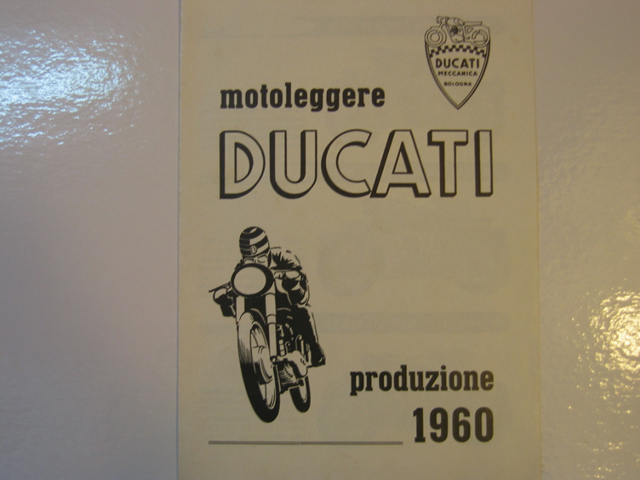 DUCATI
MECCANICA
BOLOGNA
motoleggere
DUCATI
produzione
1960